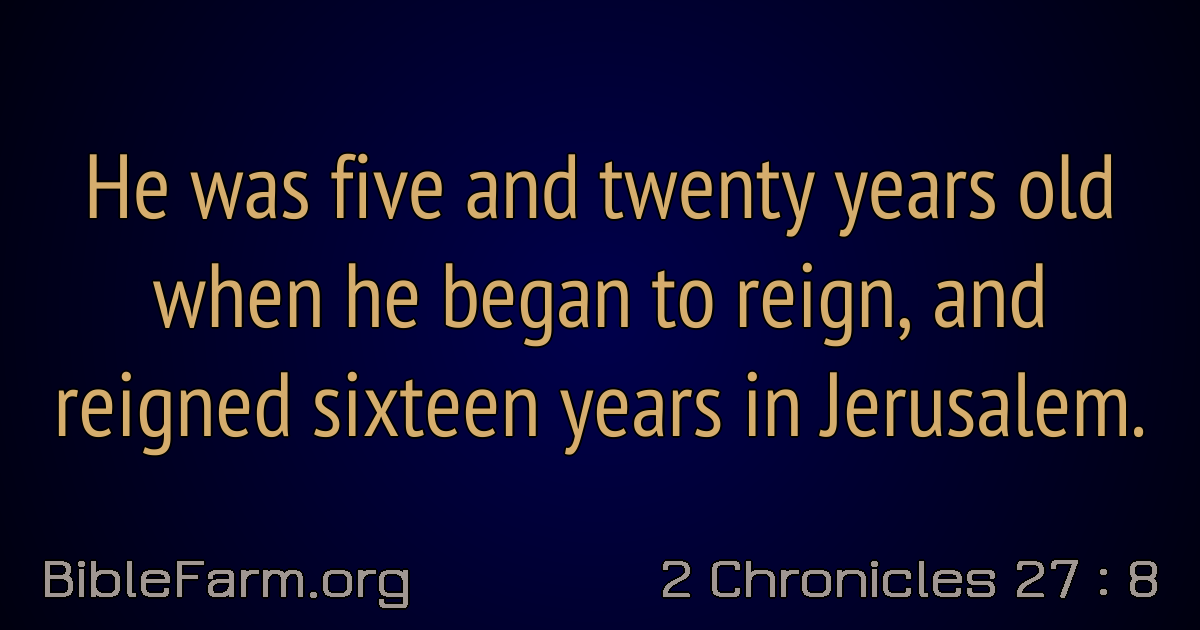 He was five and twenty years old
when he began to reign, and
reigned sixteen years in Jerusalem.
BibleFarm.org
2 Chronicles 27 : 8